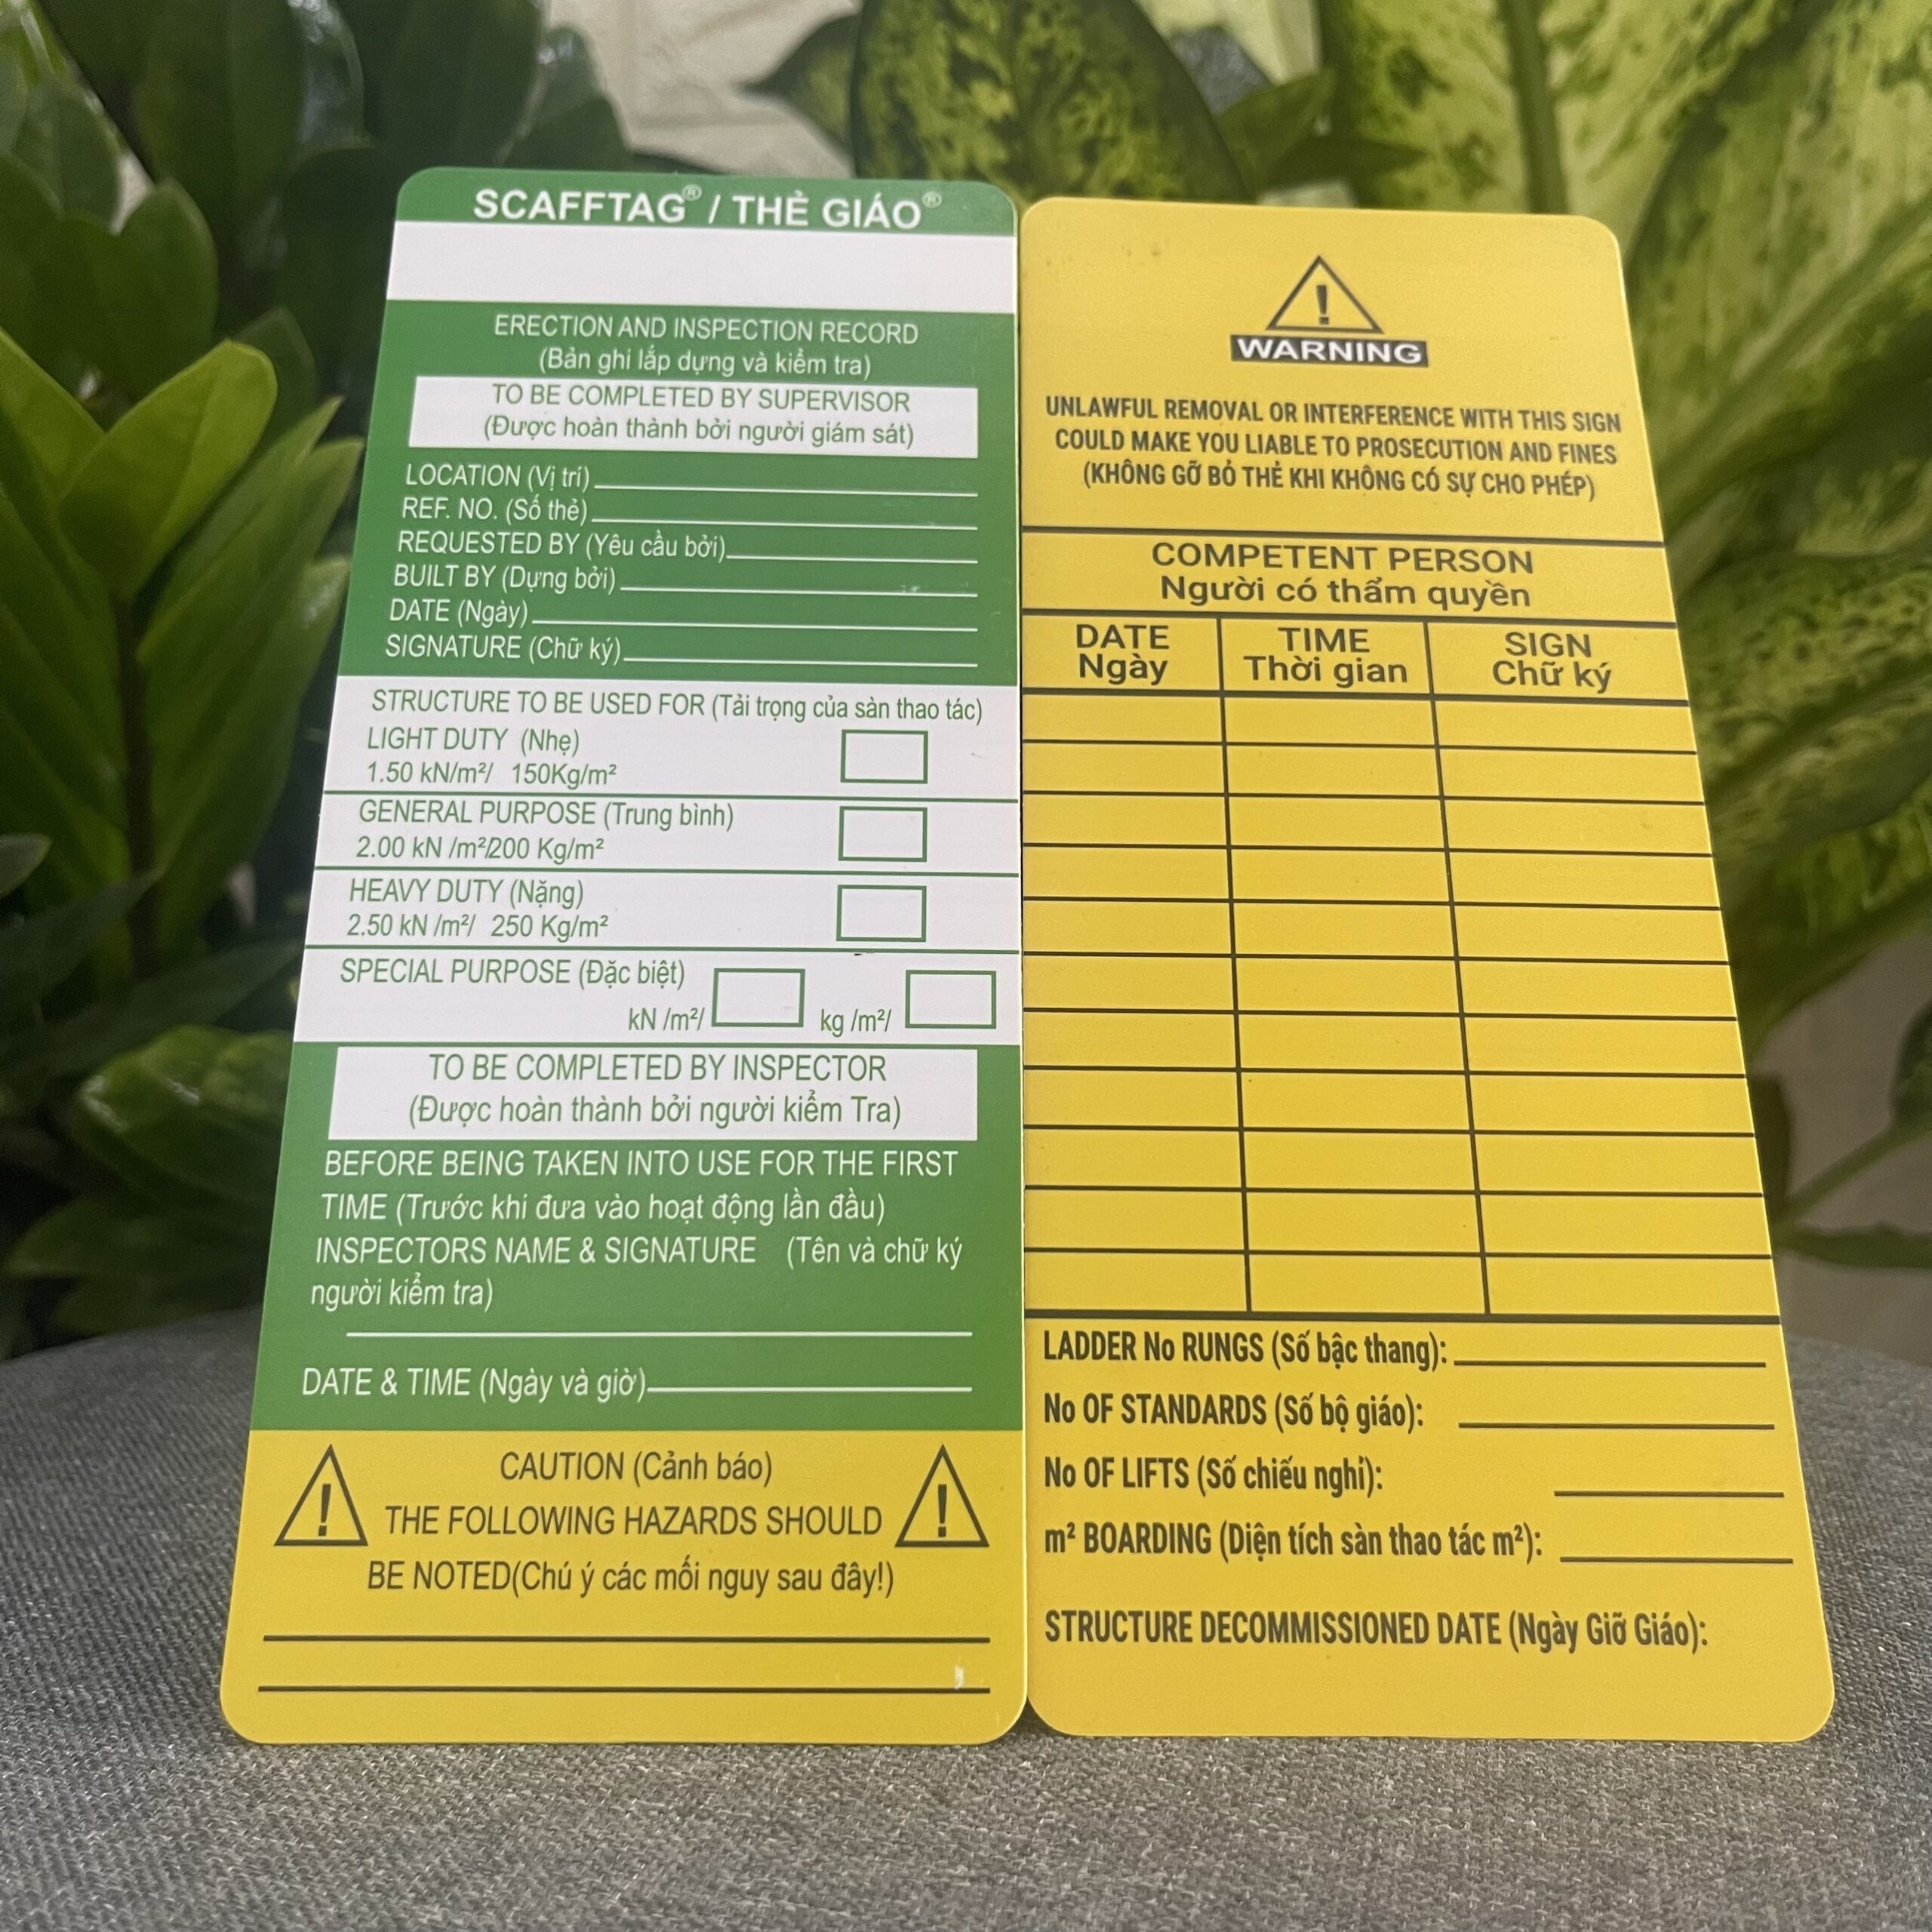 SCAFFTAG® / THẺ GIÁO®
ERECTION AND INSPECTION RECORD
(Bản ghi lắp dựng và kiểm tra)
TO BE COMPLETED BY SUPERVISOR
(Được hoàn thành bởi người giám sát)
LOCATION (Vị trí)
REF. NO. (Số thẻ)
REQUESTED BY (Yêu cầu bởi)
BUILT BY (Dựng bởi)
DATE (Ngày)
SIGNATURE (Chữ ký)
STRUCTURE TO BE USED FOR (Tải trọng của sàn thao tác)
LIGHT DUTY (Nhẹ)
1.50 kN/m²/ 150Kg/m²
GENERAL PURPOSE (Trung bình)
2.00 kN /m²/200 Kg/m²
HEAVY DUTY (Nặng)
2.50 kN /m²/ 250 Kg/m²
SPECIAL PURPOSE (Đặc biệt)
kN /m²/ kg /m²/
TO BE COMPLETED BY INSPECTOR
(Được hoàn thành bởi người kiểm Tra)
BEFORE BEING TAKEN INTO USE FOR THE FIRST
TIME (Trước khi đưa vào hoạt động lần đầu)
INSPECTORS NAME & SIGNATURE (Tên và chữ ký
người kiểm tra)
DATE & TIME (Ngày và giờ)
CAUTION (Cảnh báo)
! THE FOLLOWING HAZARDS SHOULD !
BE NOTED(Chú ý các mối nguy sau đây!)
!
WARNING
UNLAWFUL REMOVAL OR INTERFERENCE WITH THIS SIGN
COULD MAKE YOU LIABLE TO PROSECUTION AND FINES
(KHÔNG GỠ BỎ THẺ KHI KHÔNG CÓ SỰ CHO PHÉP)
COMPETENT PERSON
Người có thẩm quyền
DATE TIME SIGN
Ngày Thời gian Chữ ký
LADDER No RUNGS (Số bậc thang):
No OF STANDARDS (Số bộ giáo):
No OF LIFTS (Số chiếu nghỉ):
m² BOARDING (Diện tích sàn thao tác m²):
STRUCTURE DECOMMISSIONED DATE (Ngày Giỡ Giáo):